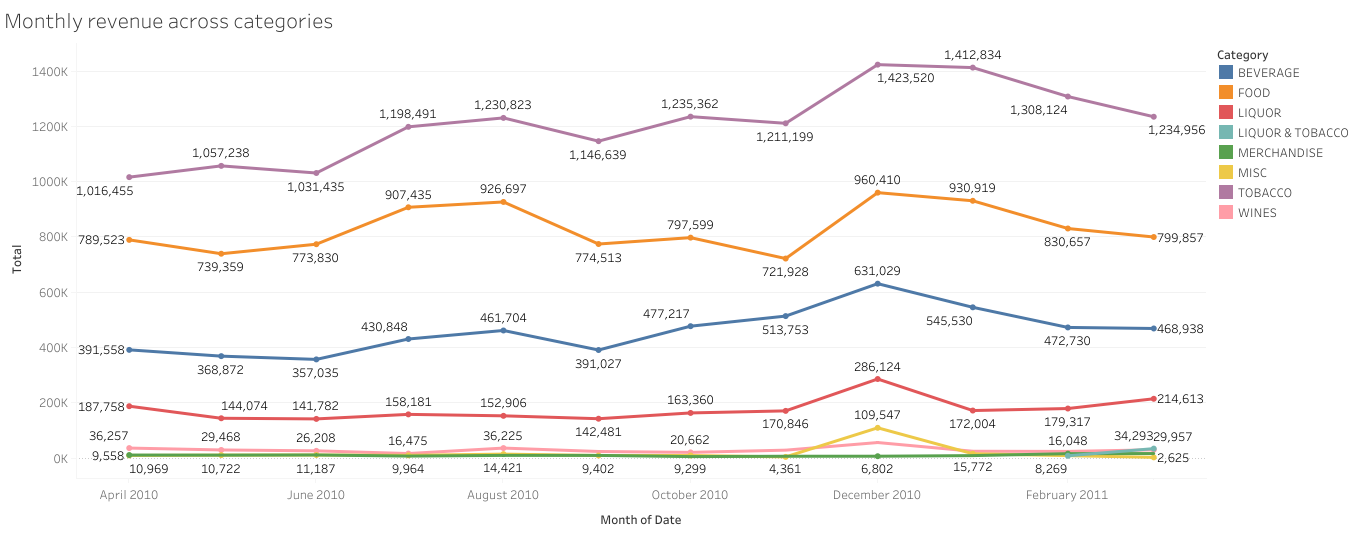 Monthly revenue across categories
Category
BEVERAGE
FOOD
LIQUOR
LIQUOR & TOBACCO
MERCHANDISE
MISC
TOBACCO
WINES
Total
1400K
1200K
1000K
800K
600K
400K
200K
0K
1,016,455
1,057,238
1,031,435
1,198,491
1,230,823
1,146,639
1,235,362
1,211,199
1,423,520
1,412,834
1,308,124
1,234,956
789,523
739,359
773,830
907,435
926,697
774,513
797,599
721,928
960,410
930,919
830,657
799,857
391,558
368,872
357,035
430,848
461,704
391,027
477,217
513,753
631,029
545,530
472,730
468,938
187,758
144,074
141,782
158,181
152,906
142,481
163,360
170,846
286,124
172,004
179,317
214,613
36,257
29,468
26,208
16,475
36,225
20,662
109,547
16,048
34,293
29,957
9,558
10,969
10,722
11,187
9,964
14,421
9,402
9,299
4,361
6,802
15,772
8,269
2,625
April 2010
June 2010
August 2010
October 2010
December 2010
February 2011
Month of Date